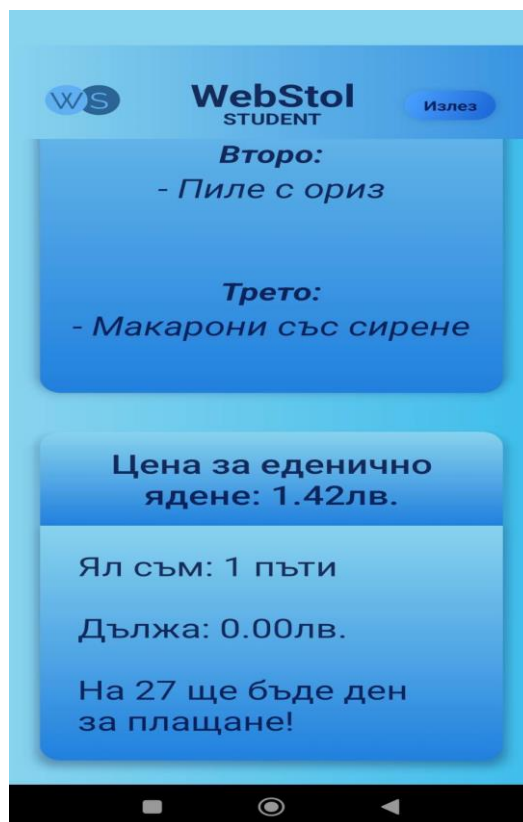 WS
WebStol
STUDENT
Излез
Второ:
- Пиле с ориз
Трето:
- Макарони със сирене
Цена за еденично
ядене: 1.42лв.
Ял съм: 1 пъти
Дължа: 0.00лв.
На 27 ще бъде ден
за плащане!